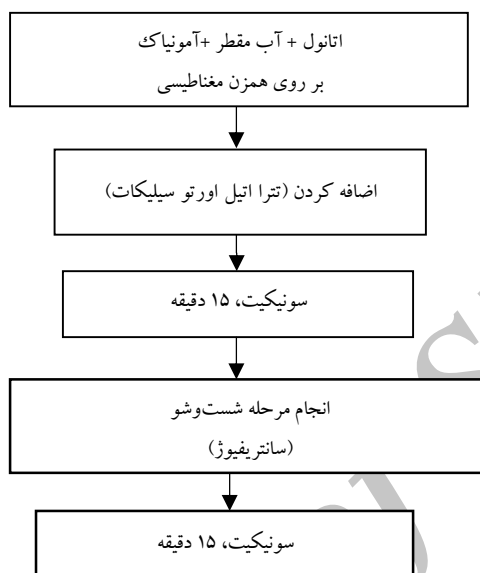 اتانول + آب مقطر +آمونیاک
بر روی همزن مغناطیسی
اضافه کردن (تترا اتیل اورتو سیلیکات)
سونیکیت، ۱۵ دقیقه
انجام مرحله شست‌وشو
(سانتریفیوژ)
سونیکیت، ۱۵ دقیقه